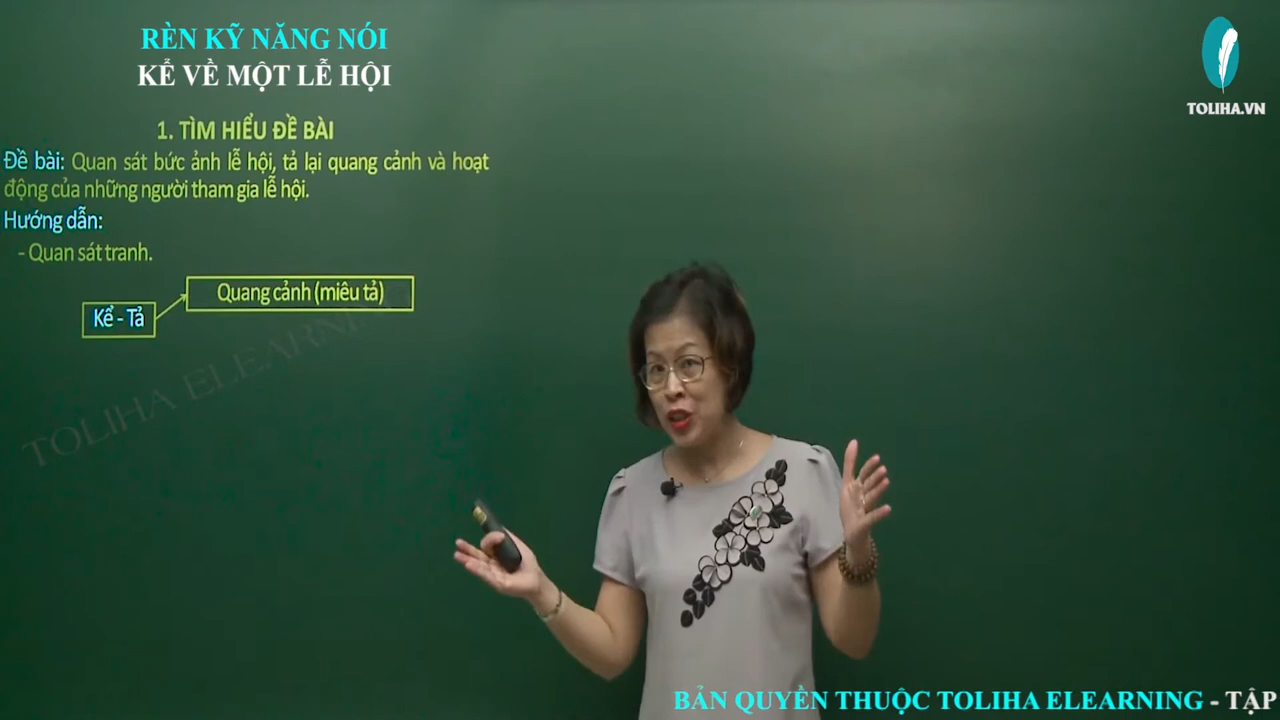 RÈN KỸ NĂNG NÓI
KỂ VỀ MỘT LỄ HỘI
TOLIHA.VN
1. TÌM HIỂU ĐỀ BÀI
Đề bài: Quan sát bức ảnh lễ hội, tả lại quang cảnh và hoạt
động của những người tham gia lễ hội.
Hướng dẫn:
- Quan sát tranh.
Quang cảnh (miêu tả)
Kể - Tả
TOLIHA ELEARNING
BẢN QUYỀN THUỘC TOLIHA ELEARNING - TẬP